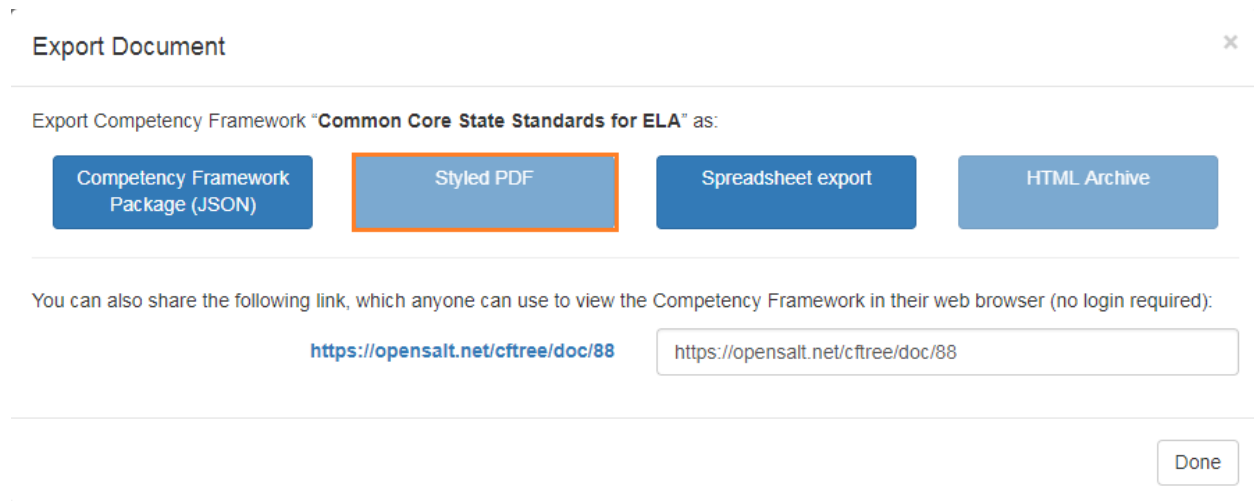 Export Document
×
Export Competency Framework “Common Core State Standards for ELA” as:
Competency Framework
Package (JSON)
Styled PDF
Spreadsheet export
HTML Archive
You can also share the following link, which anyone can use to view the Competency Framework in their web browser (no login required):
https://opensalt.net/cftree/doc/88
https://opensalt.net/cftree/doc/88
Done